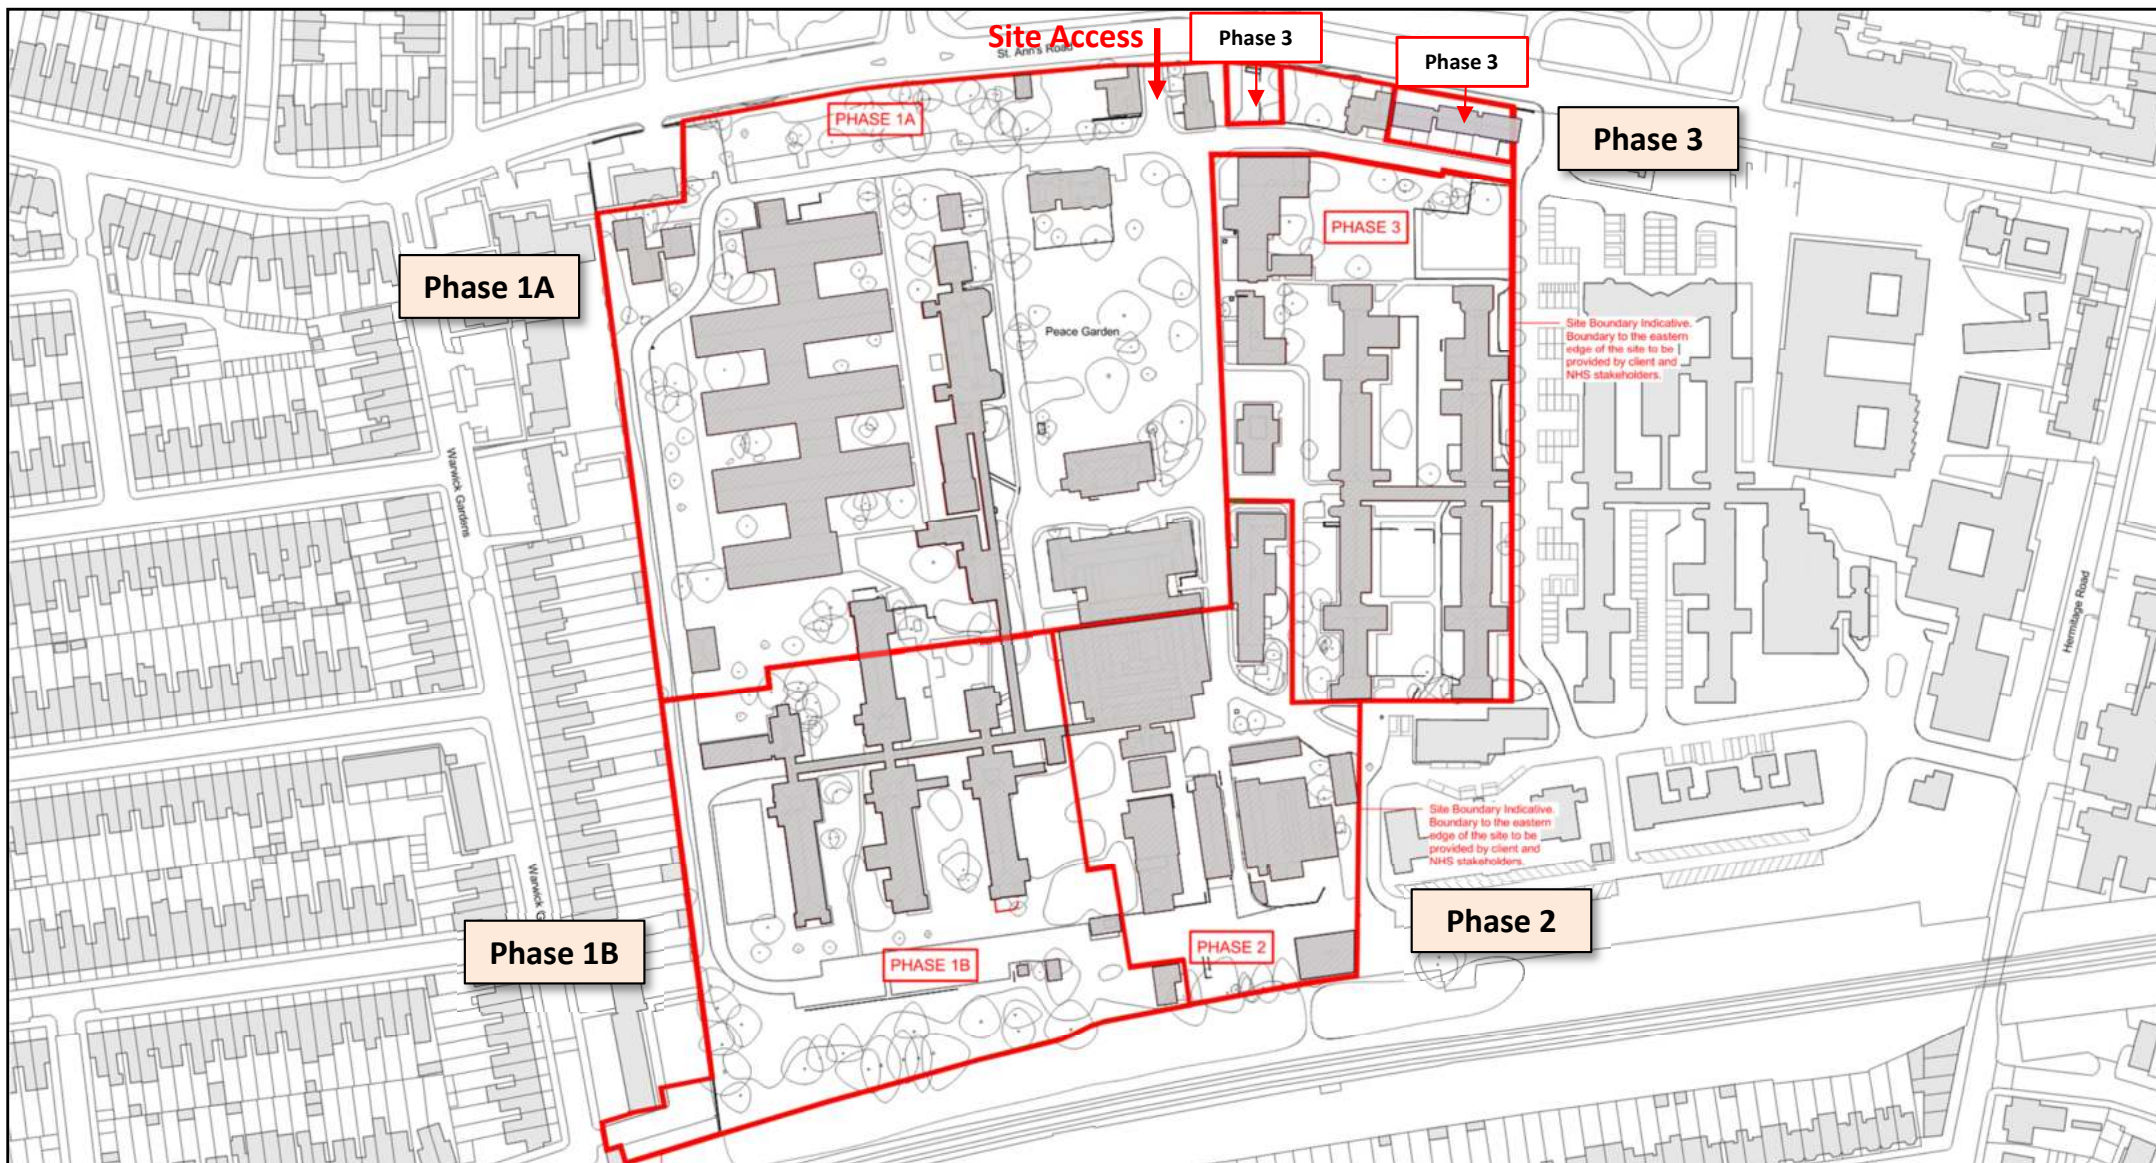 Site Access
St. Ann's Road
Phase 3
Phase 3
PHASE 1A
Phase 3
PHASE 3
Phase 1A
Peace Garden
Site Boundary Indicative.
Boundary to the eastern
edge of the site to be
provided by client and
NHS stakeholders.
Warwick Gardens
Hermitage Road
Site Boundary Indicative.
Boundary to the eastern
edge of the site to be
provided by client and
NHS stakeholders.
Warwick
Phase 2
Phase 1B
PHASE 2
PHASE 1B